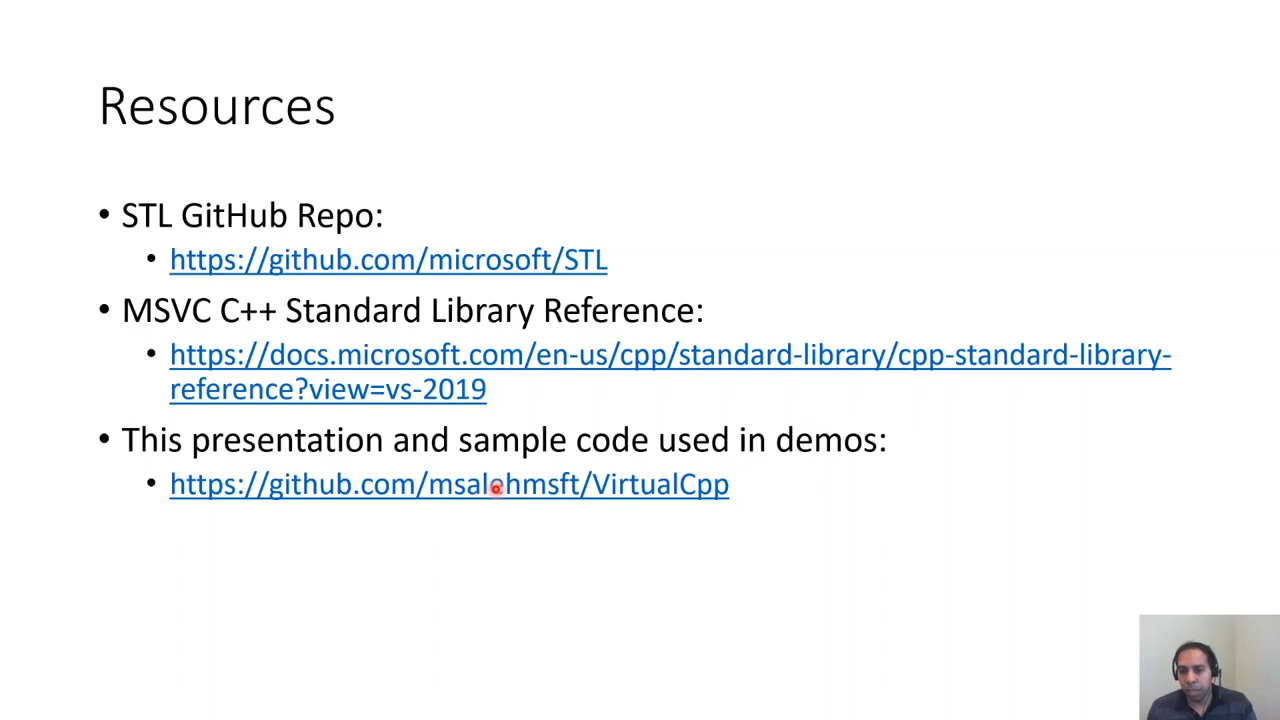 Resources
• STL GitHub Repo:
• https://github.com/microsoft/STL
• MSVC C++ Standard Library Reference:
• https://docs.microsoft.com/en-us/cpp/standard-library/cpp-standard-library-
reference?view=vs-2019
• This presentation and sample code used in demos:
• https://github.com/msalehmsft/VirtualCpp